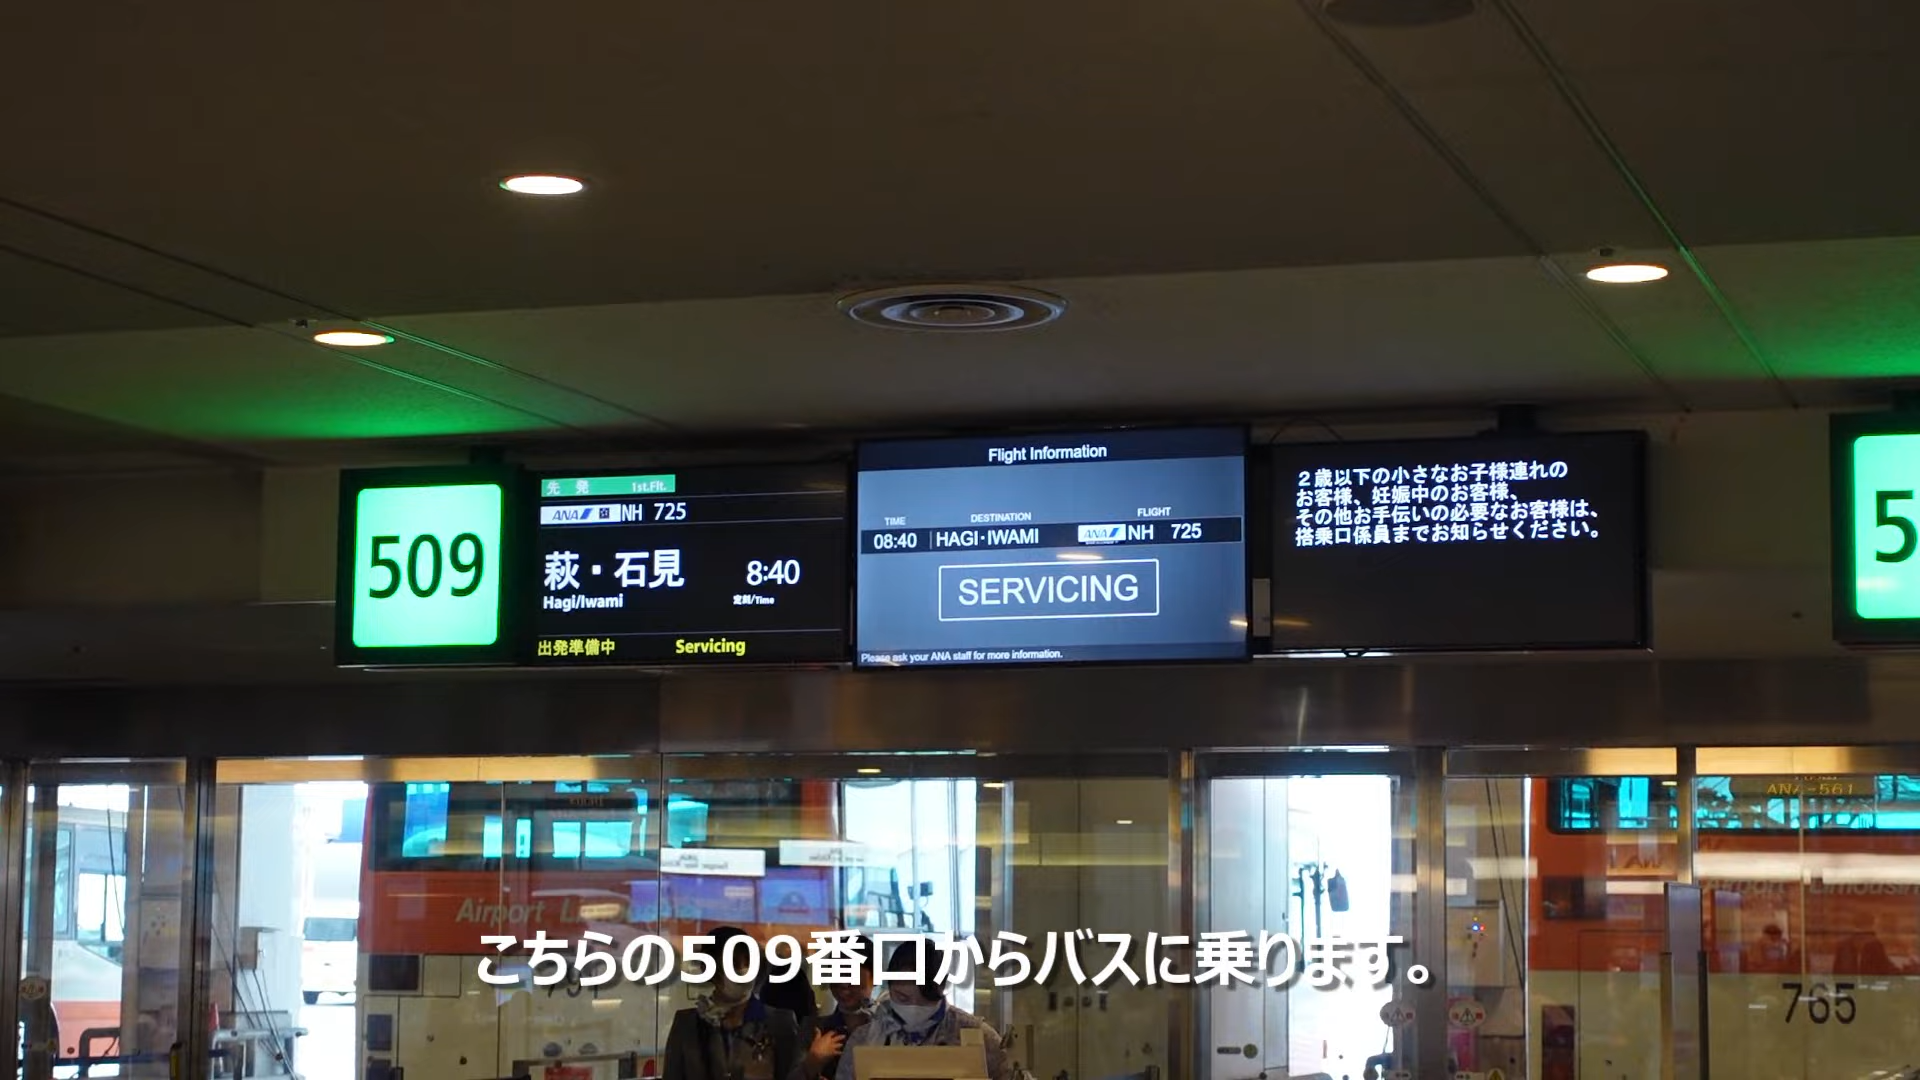 509
先発 1st.Flt.
ANA NH 725
萩・石見 8:40
Hagi/Iwami 定刻/Time
出発準備中 Servicing
Flight Information
TIME DESTINATION FLIGHT
08:40 HAGI・IWAMI ANA NH 725
SERVICING
Please ask your ANA staff for more information.
２歳以下の小さなお子様連れの
お客様、妊娠中のお客様、
その他お手伝いの必要なお客様は、
搭乗口係員までお知らせください。
5
ANA-561
Airport Limousine
Airport Limousine
765
こちらの509番口からバスに乗ります。